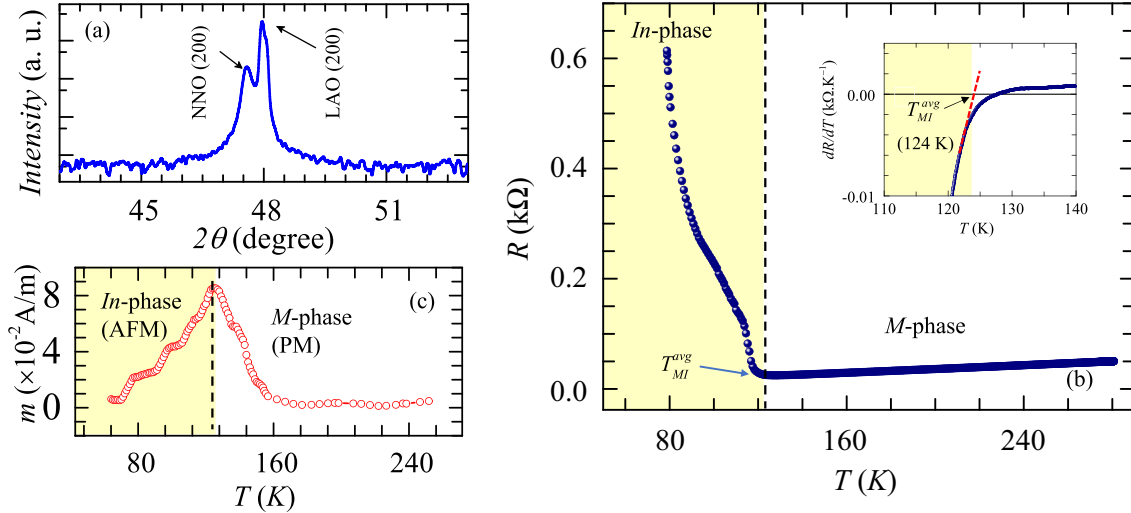 (a)
Intensity (a. u.)
NNO (200)
LAO (200)
45 48 51
2θ (degree)
(c)
In-phase
(AFM)
M-phase
(PM)
m (×10⁻² A/m)
8
4
0
80 160 240
T (K)
(b)
In-phase
M-phase
T_MI^avg
R (kΩ)
0.6
0.4
0.2
0.0
80 160 240
T (K)
dR/dT (kΩ.K⁻¹)
0.00
-0.01
T_MI^avg
(124 K)
110 120 130 140
T (K)